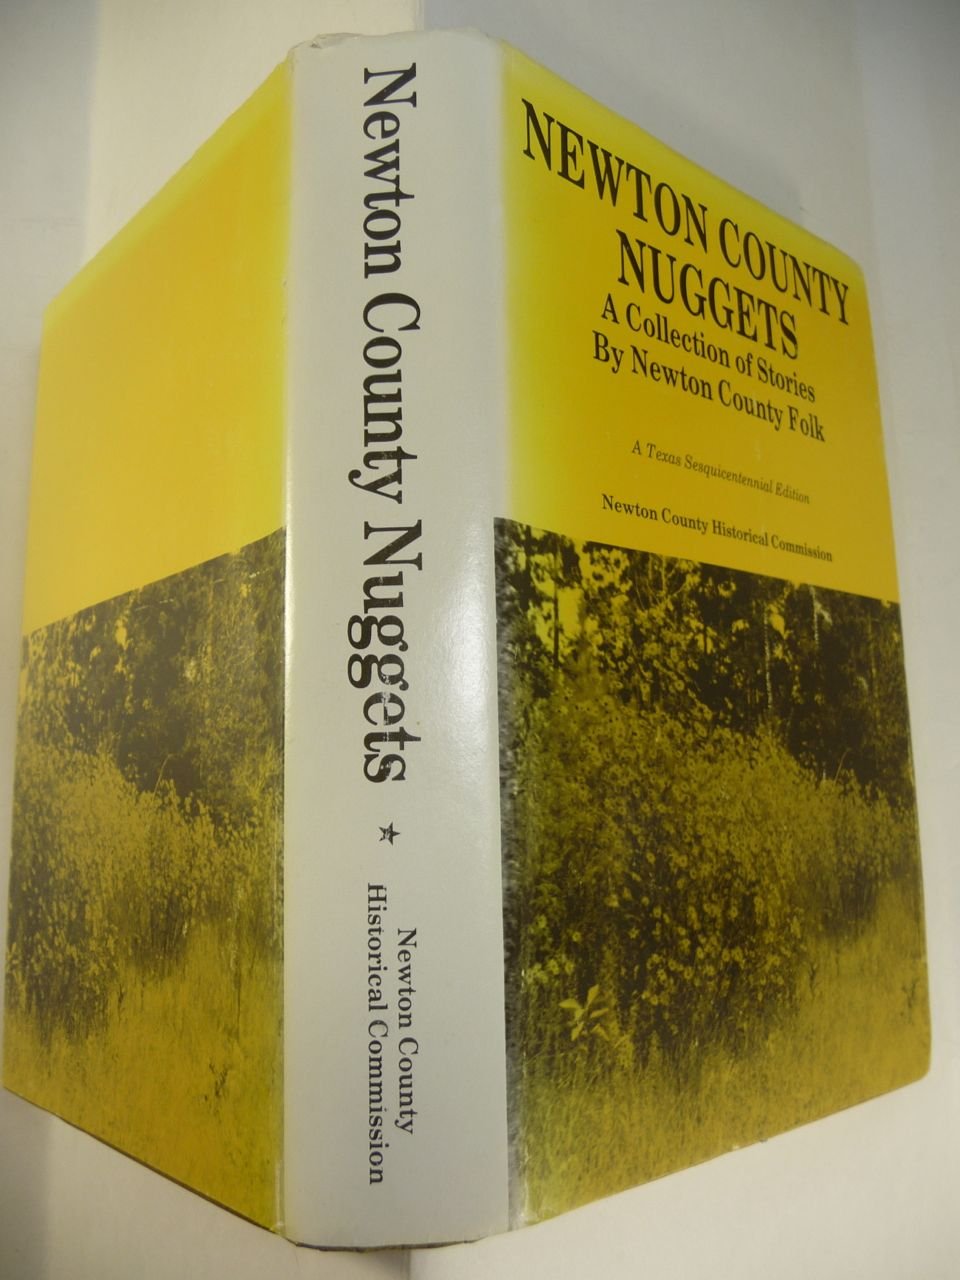 Newton County Nuggets ★ Newton County
Historical Commission
NEWTON COUNTY
NUGGETS
A Collection of Stories
By Newton County Folk
A Texas Sesquicentennial Edition
Newton County Historical Commission